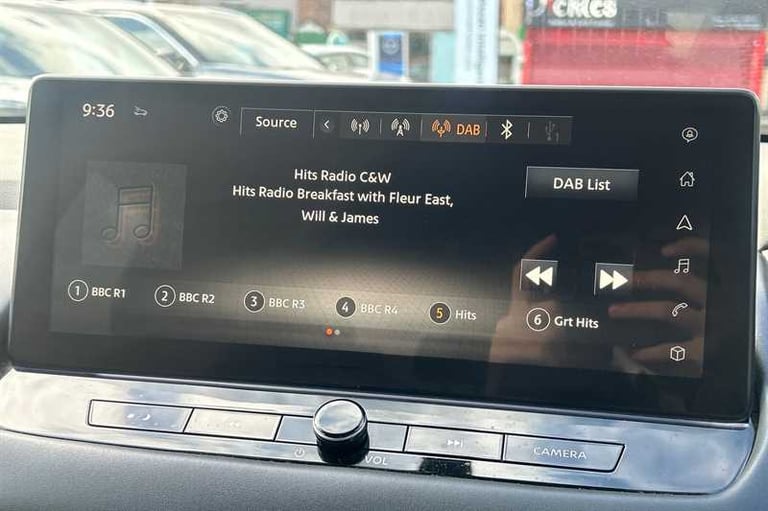 9:36
Source
DAB
Hits Radio C&W
Hits Radio Breakfast with Fleur East,
Will & James
DAB List
1 BBC R1
2 BBC R2
3 BBC R3
4 BBC R4
5 Hits
6 Grt Hits
VOL
CAMERA